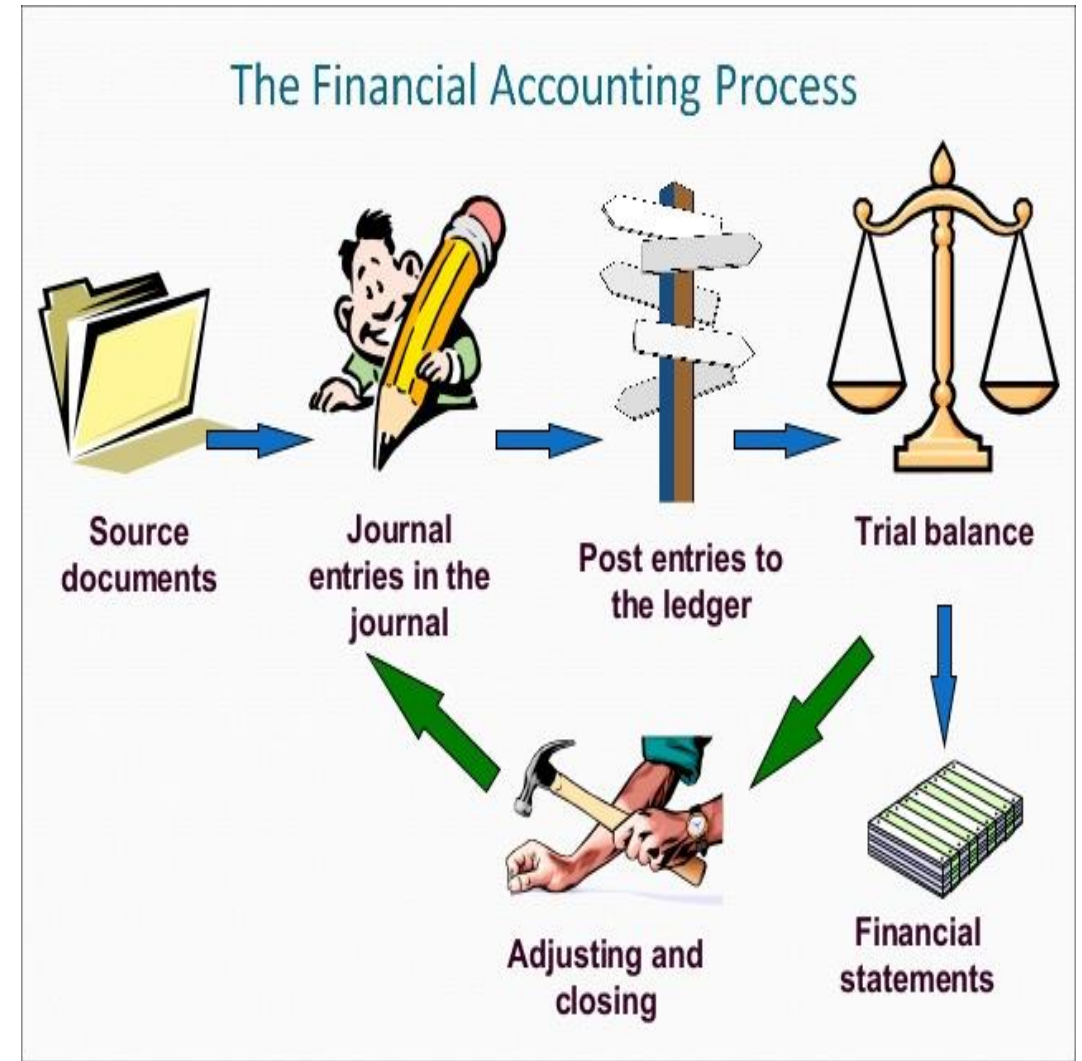 The Financial Accounting Process
Source
documents
Journal
entries in the
journal
Post entries to
the ledger
Trial balance
Adjusting and
closing
Financial
statements